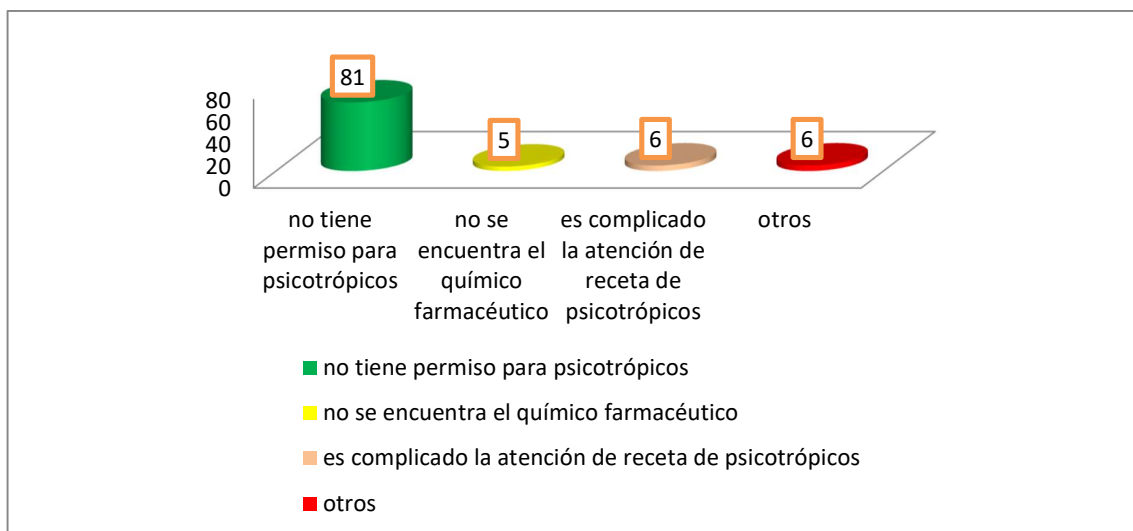 81
5
6
6
80
60
40
20
0
no tiene
permiso para
psicotrópicos
no se
encuentra el
químico
farmacéutico
es complicado
la atención de
receta de
psicotrópicos
otros
no tiene permiso para psicotrópicos
no se encuentra el químico farmacéutico
es complicado la atención de receta de psicotrópicos
otros